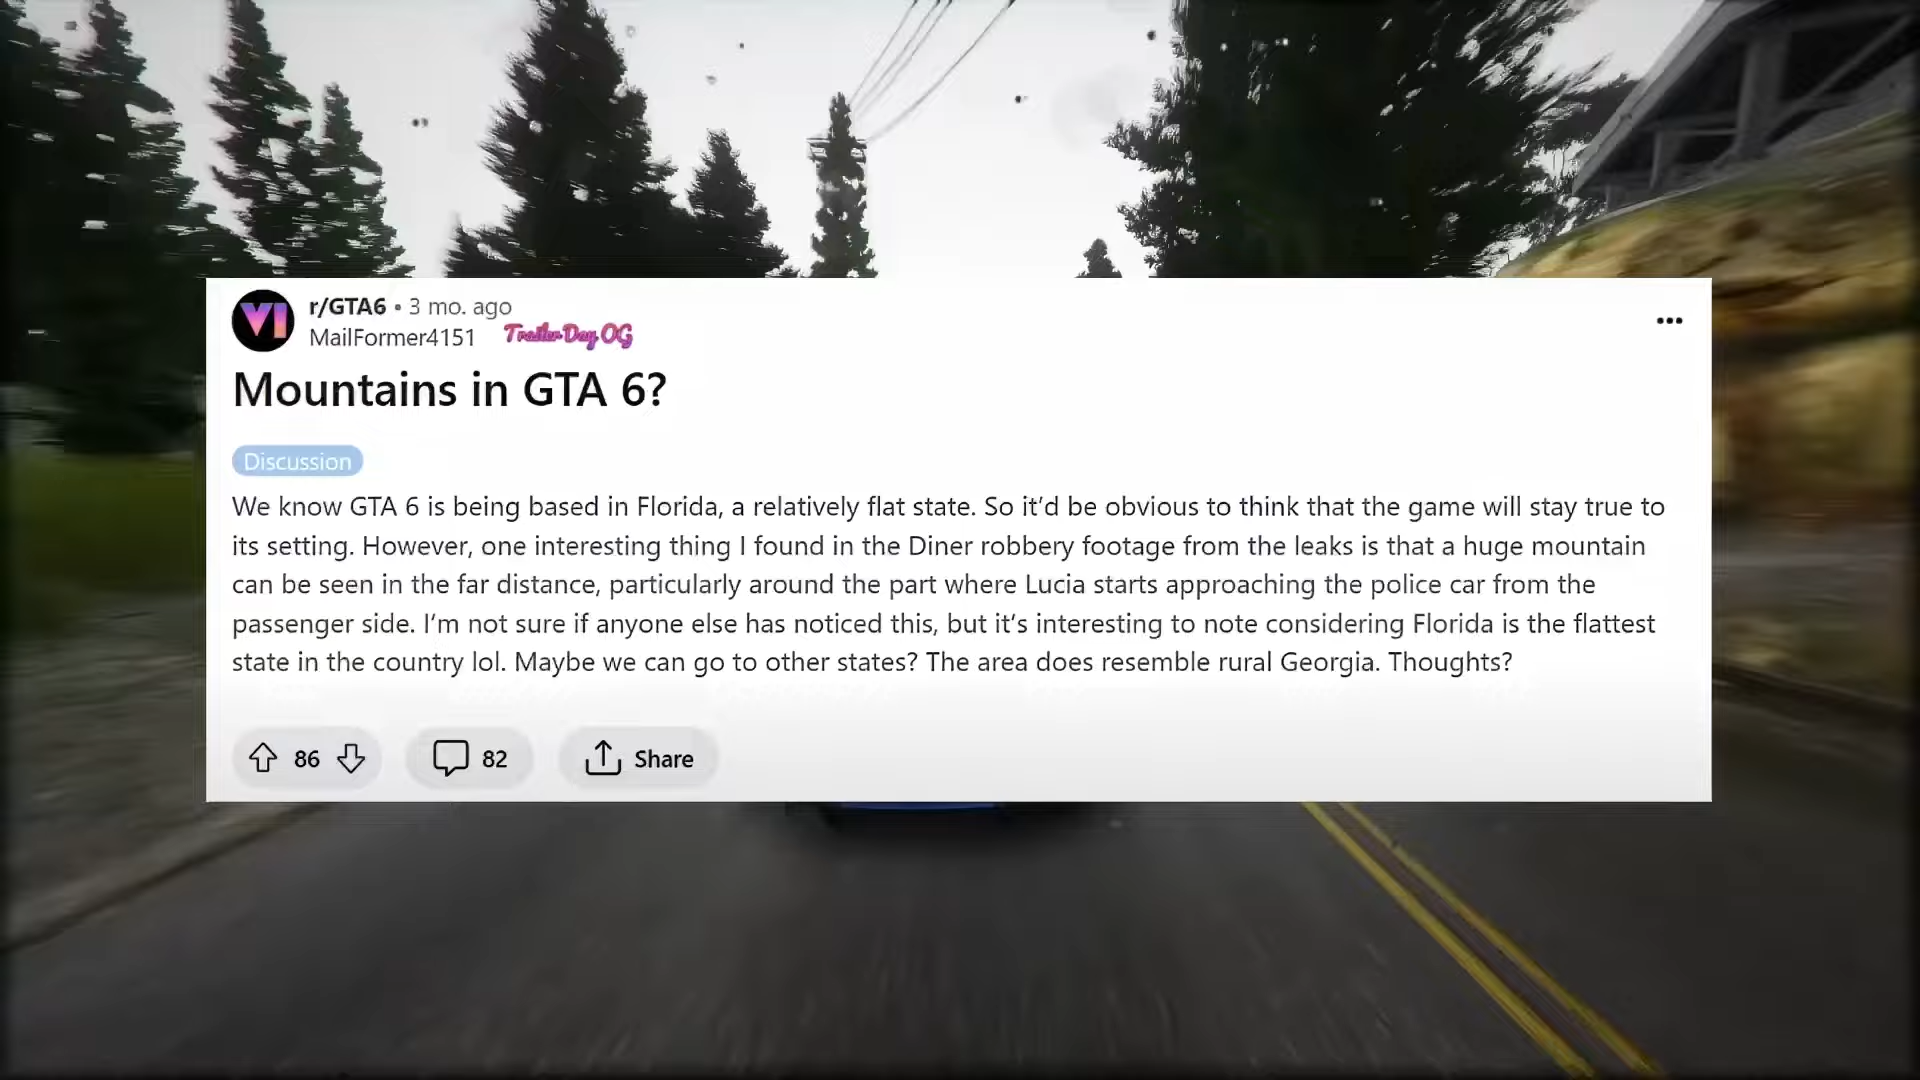 VI
r/GTA6 • 3 mo. ago
MailFormer4151 Trailer Day OG
Mountains in GTA 6?
Discussion
We know GTA 6 is being based in Florida, a relatively flat state. So it’d be obvious to think that the game will stay true to
its setting. However, one interesting thing I found in the Diner robbery footage from the leaks is that a huge mountain
can be seen in the far distance, particularly around the part where Lucia starts approaching the police car from the
passenger side. I’m not sure if anyone else has noticed this, but it’s interesting to note considering Florida is the flattest
state in the country lol. Maybe we can go to other states? The area does resemble rural Georgia. Thoughts?
86 82 Share